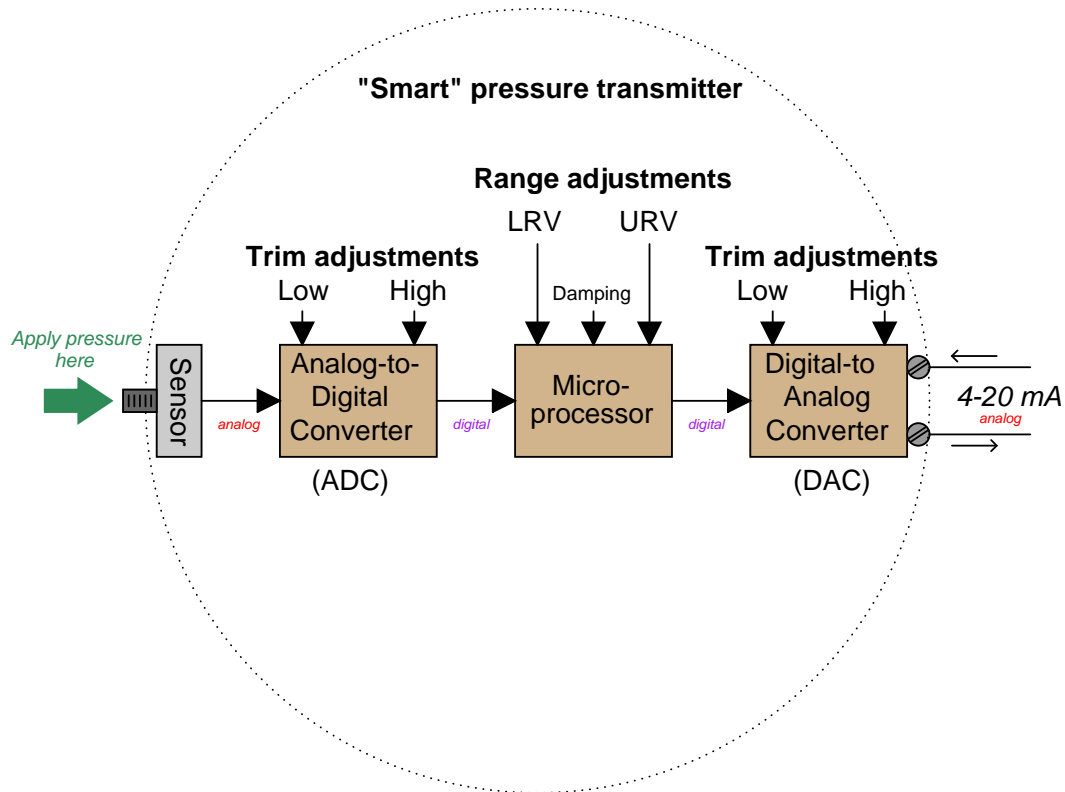 "Smart" pressure transmitter
Range adjustments
LRV URV
Trim adjustments
Low High
Damping
Trim adjustments
Low High
Apply pressure
here
Sensor
analog
Analog-to-
Digital
Converter
(ADC)
digital
Micro-
processor
digital
Digital-to
Analog
Converter
(DAC)
4-20 mA
analog